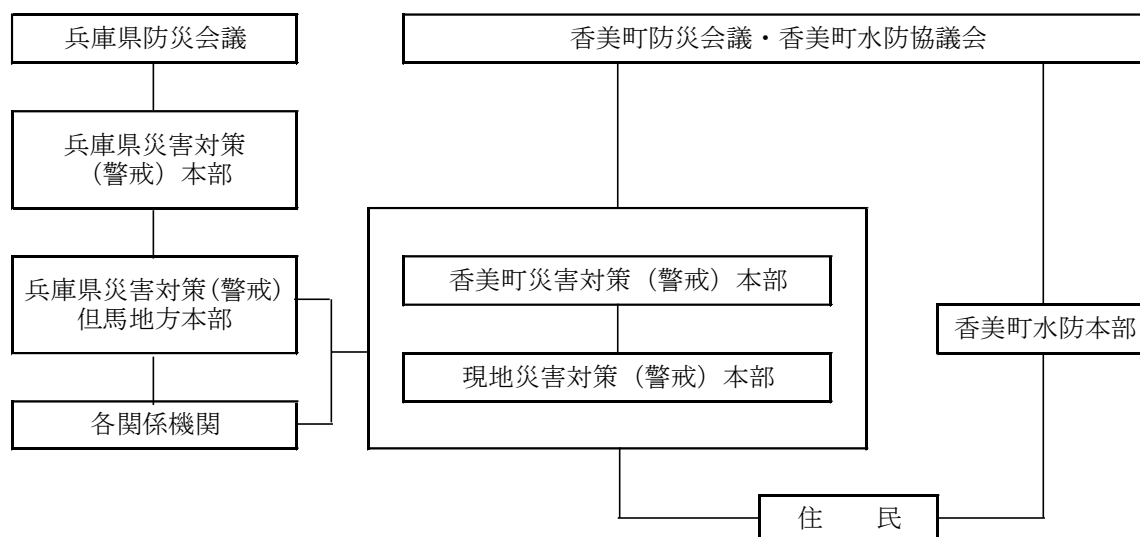 兵庫県防災会議
香美町防災会議・香美町水防協議会
兵庫県災害対策
（警戒）本部
兵庫県災害対策(警戒)
但馬地方本部
各関係機関
香美町災害対策（警戒）本部
現地災害対策（警戒）本部
香美町水防本部
住　　民